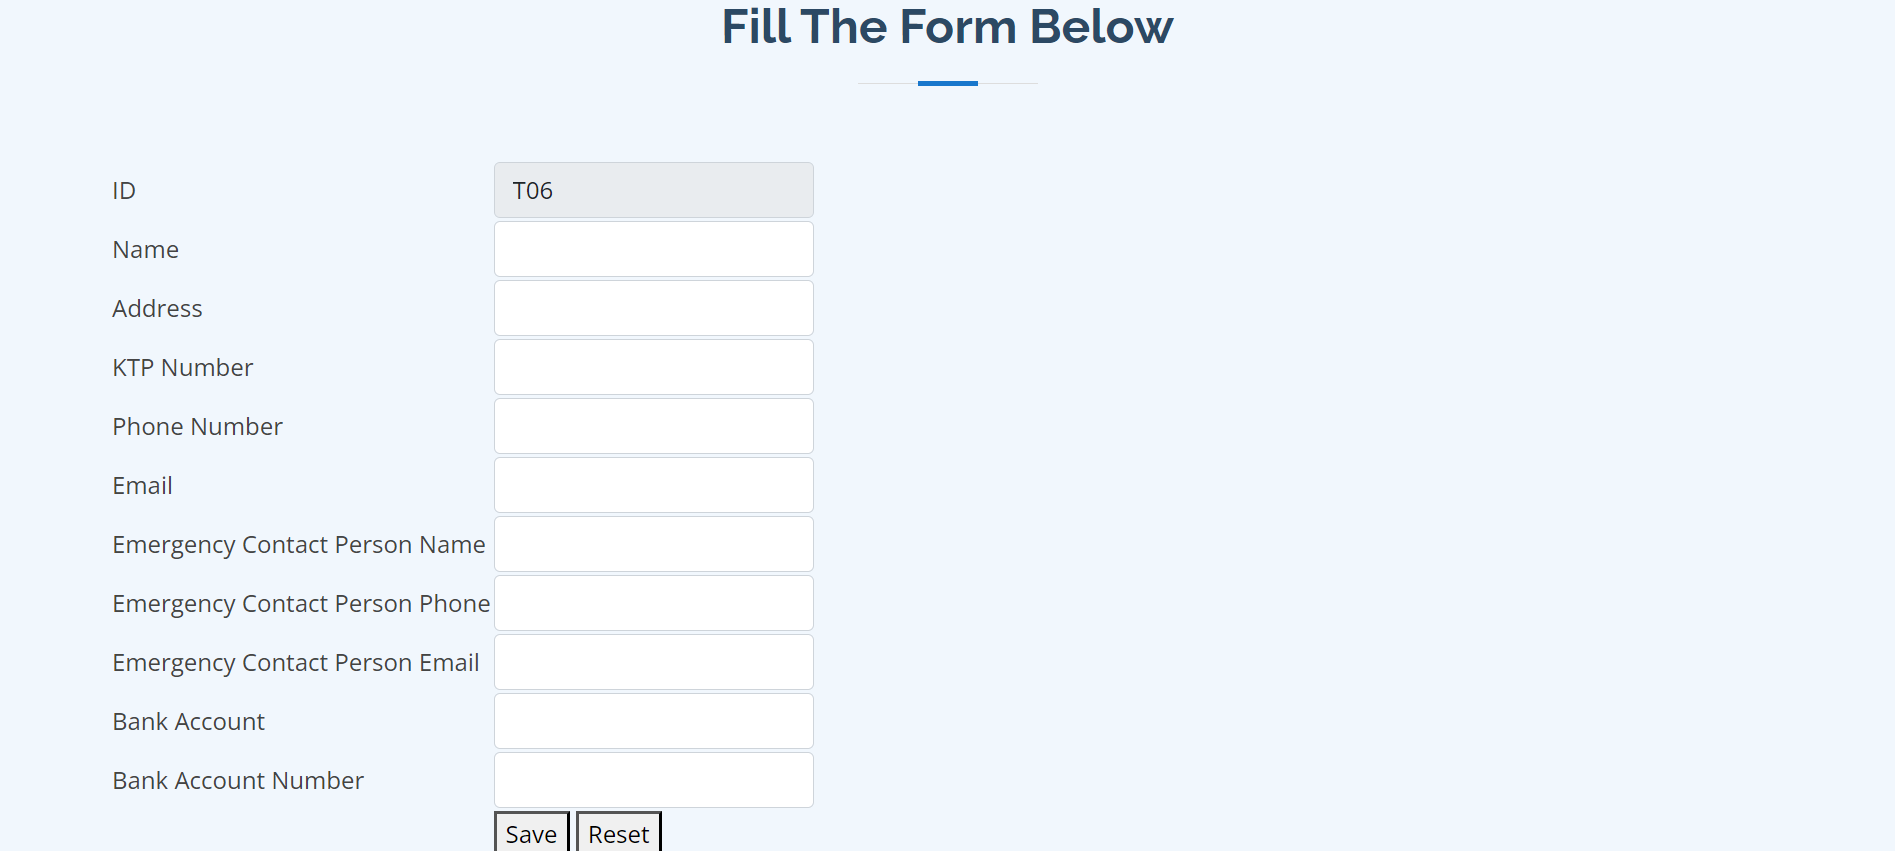 Fill The Form Below
ID T06
Name
Address
KTP Number
Phone Number
Email
Emergency Contact Person Name
Emergency Contact Person Phone
Emergency Contact Person Email
Bank Account
Bank Account Number
Save Reset